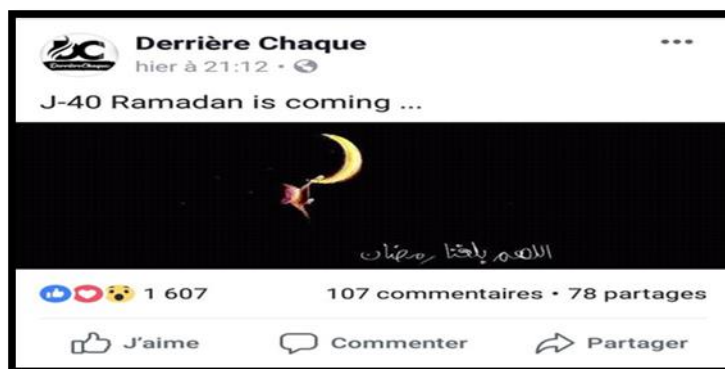 Derrière Chaque
hier à 21:12 •
J-40 Ramadan is coming ...
اللهم بلغنا رمضان
1 607
107 commentaires • 78 partages
J'aime
Commenter
Partager